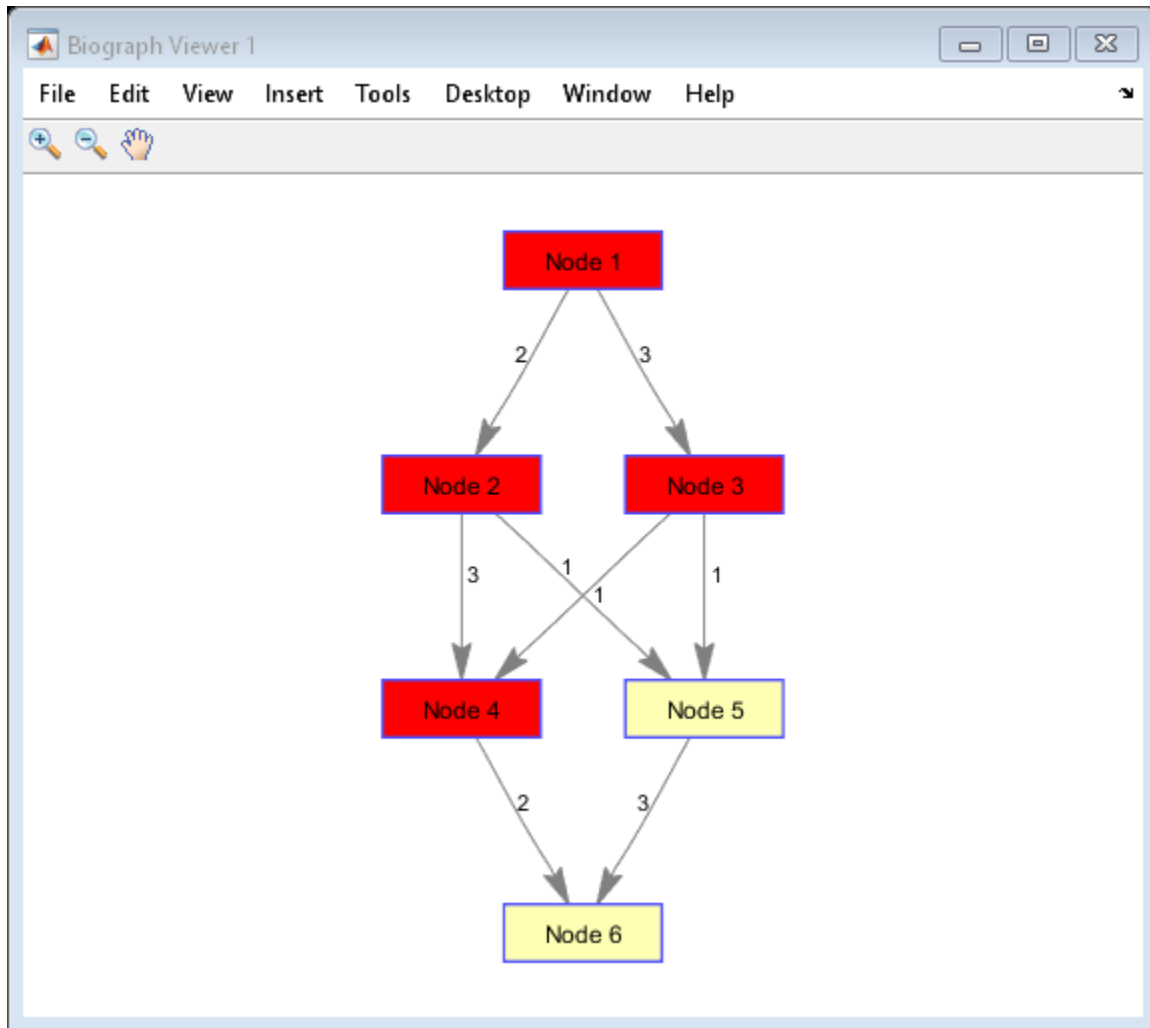 Biograph Viewer 1
File Edit View Insert Tools Desktop Window Help
Node 1
2 3
Node 2 Node 3
3 1 1 1
Node 4 Node 5
2 3
Node 6